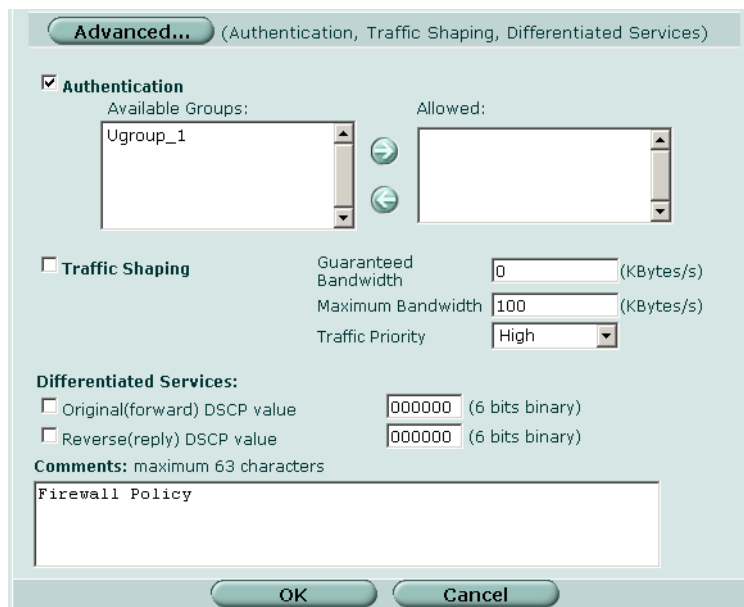 Advanced... (Authentication, Traffic Shaping, Differentiated Services)
Authentication
Available Groups: Allowed:
Ugroup_1
Traffic Shaping
Guaranteed Bandwidth 0 (KBytes/s)
Maximum Bandwidth 100 (KBytes/s)
Traffic Priority High
Differentiated Services:
Original(forward) DSCP value 000000 (6 bits binary)
Reverse(reply) DSCP value 000000 (6 bits binary)
Comments: maximum 63 characters
Firewall Policy
OK Cancel